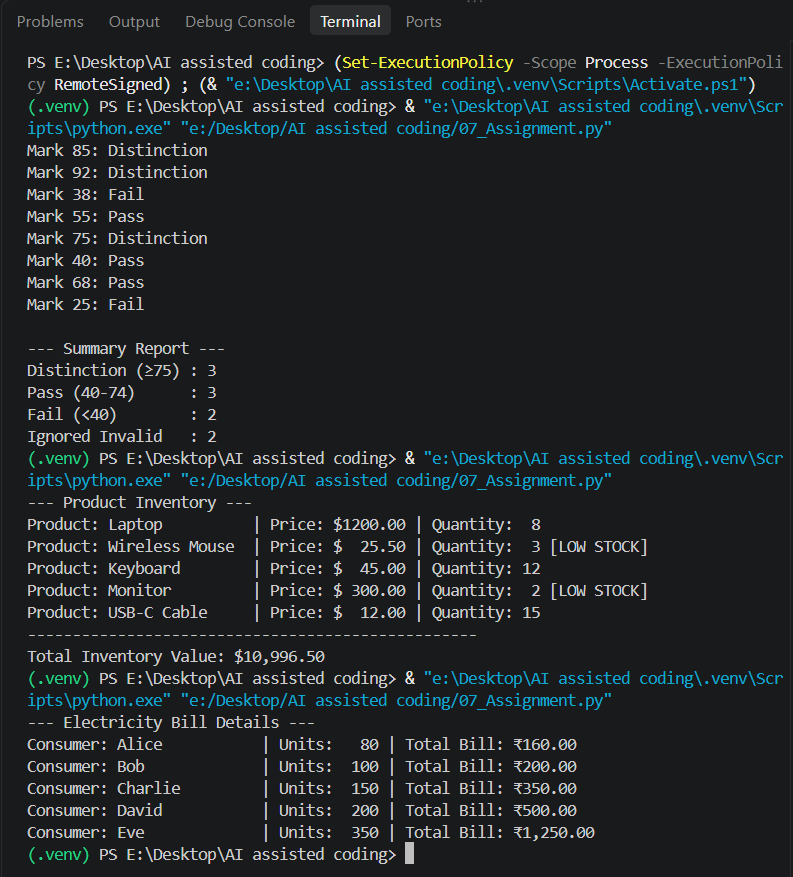 Problems Output Debug Console Terminal Ports
PS E:\Desktop\AI assisted coding> (Set-ExecutionPolicy -Scope Process -ExecutionPoli
cy RemoteSigned) ; (& "e:\Desktop\AI assisted coding\.venv\Scripts\Activate.ps1")
(.venv) PS E:\Desktop\AI assisted coding> & "e:\Desktop\AI assisted coding\.venv\Scr
ipts\python.exe" "e:/Desktop/AI assisted coding/07_Assignment.py"
Mark 85: Distinction
Mark 92: Distinction
Mark 38: Fail
Mark 55: Pass
Mark 75: Distinction
Mark 40: Pass
Mark 68: Pass
Mark 25: Fail
--- Summary Report ---
Distinction (≥75) : 3
Pass (40-74)      : 3
Fail (<40)        : 2
Ignored Invalid   : 2
(.venv) PS E:\Desktop\AI assisted coding> & "e:\Desktop\AI assisted coding\.venv\Scr
ipts\python.exe" "e:/Desktop/AI assisted coding/07_Assignment.py"
--- Product Inventory ---
Product: Laptop          | Price: $1200.00 | Quantity:  8
Product: Wireless Mouse  | Price: $  25.50 | Quantity:  3 [LOW STOCK]
Product: Keyboard        | Price: $  45.00 | Quantity: 12
Product: Monitor         | Price: $ 300.00 | Quantity:  2 [LOW STOCK]
Product: USB-C Cable     | Price: $  12.00 | Quantity: 15
--------------------------------------------------
Total Inventory Value: $10,996.50
(.venv) PS E:\Desktop\AI assisted coding> & "e:\Desktop\AI assisted coding\.venv\Scr
ipts\python.exe" "e:/Desktop/AI assisted coding/07_Assignment.py"
--- Electricity Bill Details ---
Consumer: Alice           | Units:   80 | Total Bill: ₹160.00
Consumer: Bob             | Units:  100 | Total Bill: ₹200.00
Consumer: Charlie         | Units:  150 | Total Bill: ₹350.00
Consumer: David           | Units:  200 | Total Bill: ₹500.00
Consumer: Eve             | Units:  350 | Total Bill: ₹1,250.00
(.venv) PS E:\Desktop\AI assisted coding>